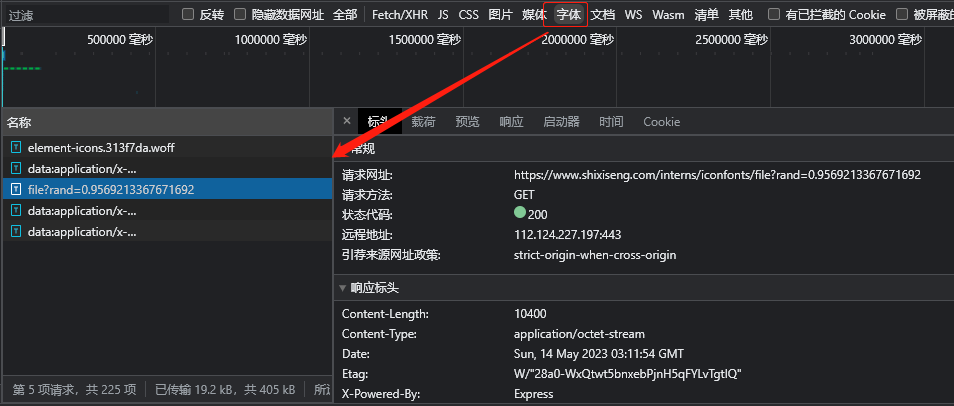 过滤 反转 隐藏数据网址 全部 Fetch/XHR JS CSS 图片 媒体 字体 文档 WS Wasm 清单 其他 有已拦截的 Cookie 被屏蔽的
500000 毫秒 1000000 毫秒 1500000 毫秒 2000000 毫秒 2500000 毫秒 3000000 毫秒
名称
× 标头 载荷 预览 响应 启动器 时间 Cookie
element-icons.313f7da.woff
data:application/x-...
file?rand=0.9569213367671692
data:application/x-...
data:application/x-...
常规
请求网址: https://www.shixiseng.com/interns/iconfonts/file?rand=0.9569213367671692
请求方法: GET
状态代码: 200
远程地址: 112.124.227.197:443
引荐来源网址政策: strict-origin-when-cross-origin
响应标头
Content-Length: 10400
Content-Type: application/octet-stream
Date: Sun, 14 May 2023 03:11:54 GMT
Etag: W/"28a0-WxQtwt5bnxebPjnH5qFYLvTgtIQ"
X-Powered-By: Express
第 5 项请求，共 225 项 已传输 19.2 kB，共 405 kB